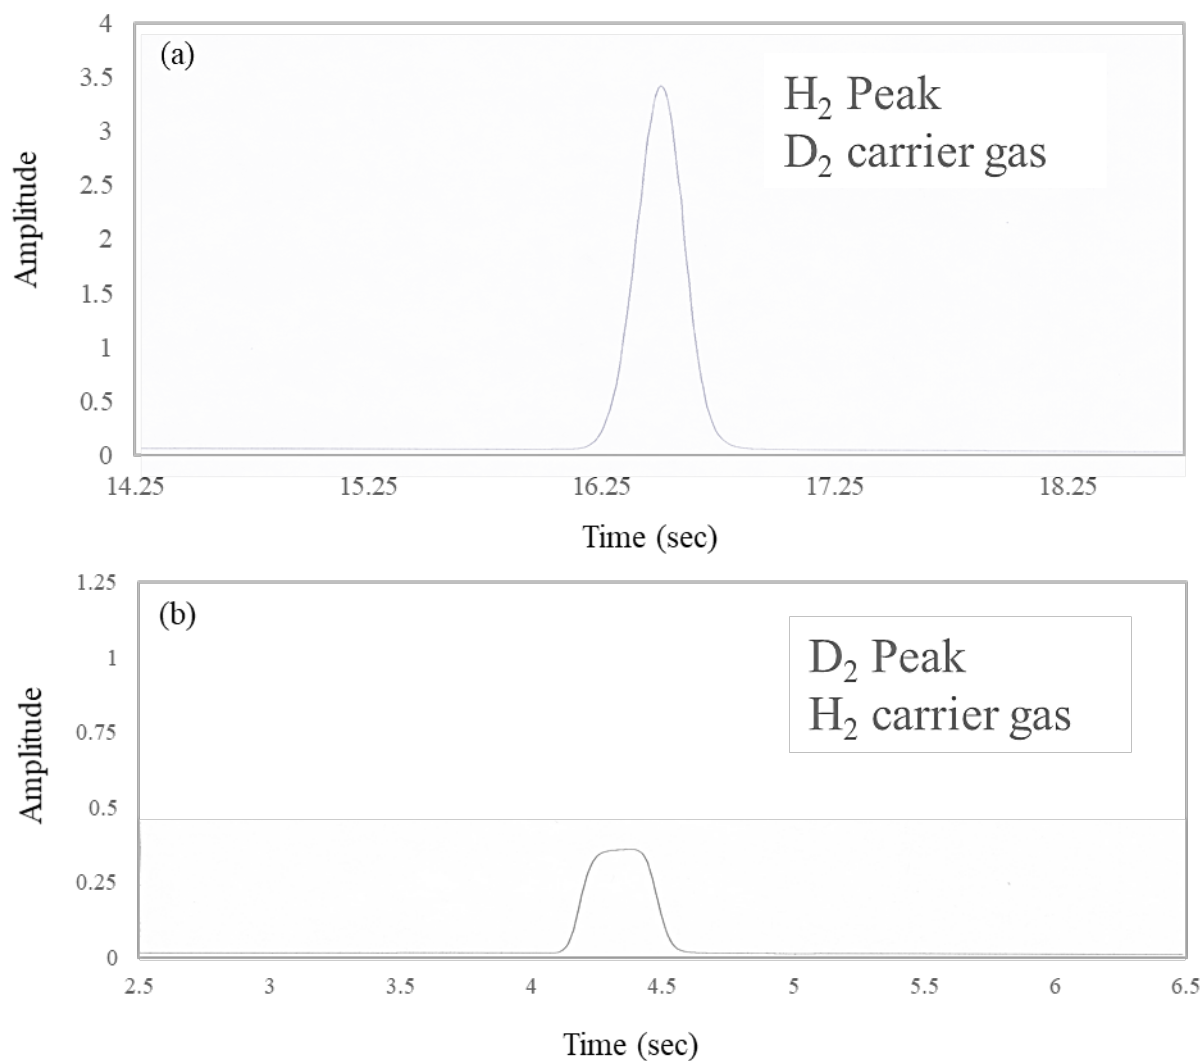 4
(a)
3.5
H₂ Peak
D₂ carrier gas
3
2.5
Amplitude
2
1.5
1
0.5
0
14.25 15.25 16.25 17.25 18.25
Time (sec)
1.25
(b)
1
D₂ Peak
H₂ carrier gas
0.75
Amplitude
0.5
0.25
0
2.5 3 3.5 4 4.5 5 5.5 6 6.5
Time (sec)